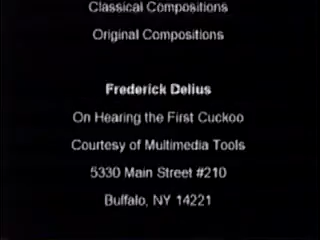 Classical Compositions
Original Compositions
Frederick Delius
On Hearing the First Cuckoo
Courtesy of Multimedia Tools
5330 Main Street #210
Buffalo, NY 14221